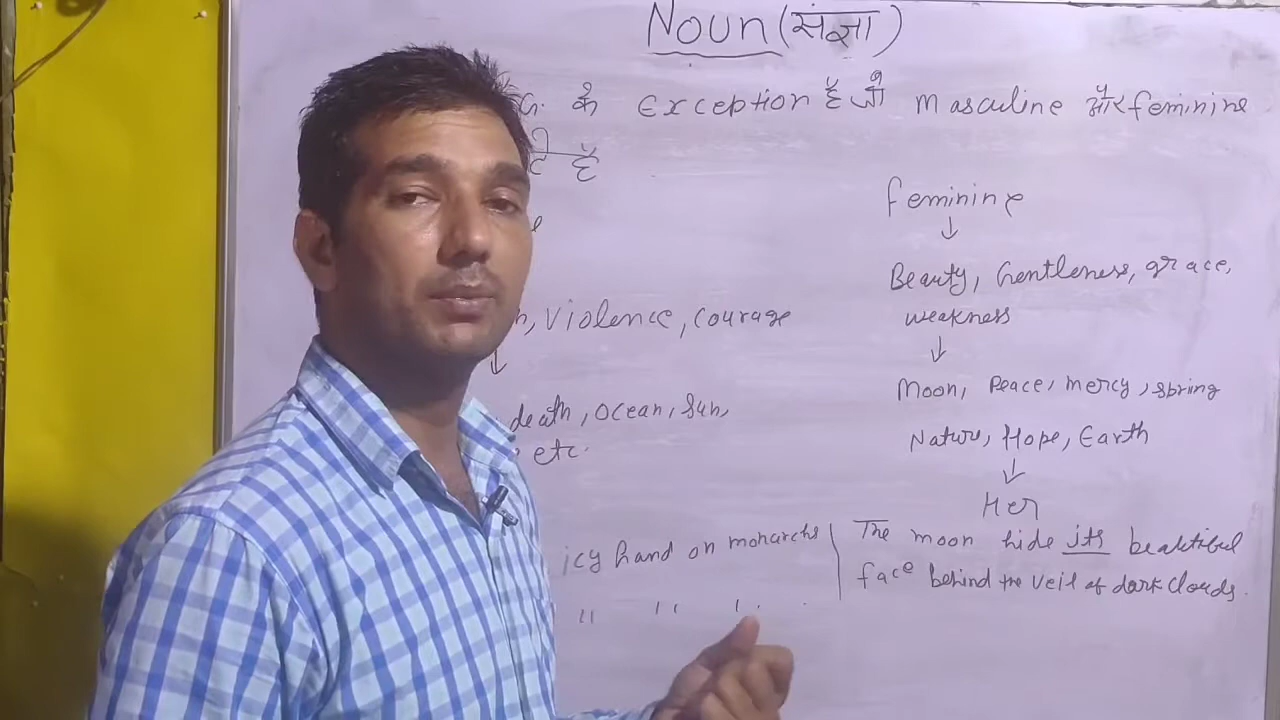 Noun (संज्ञा)
के Exception है जो Masculine और feminine
है
feminine
↓
Beauty, Gentleness, grace,
weakness
↓
Moon, Peace, mercy, spring
Nature, Hope, Earth
↓
Her
, violence, courage
↓
death, ocean, sun,
etc.
icy hand on monarchs
" " "
The moon hide its beautiful
face behind the veil of dark clouds.